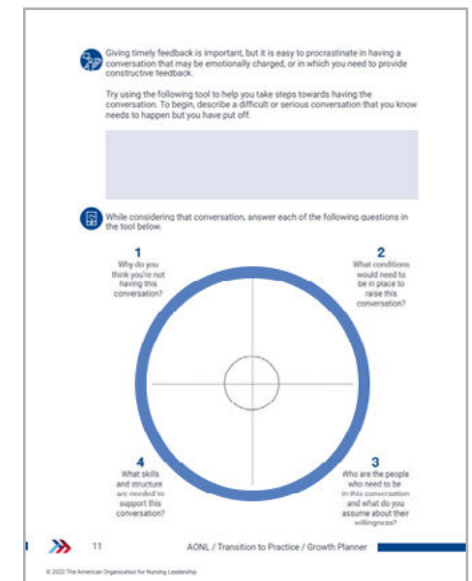 Giving timely feedback is important, but it is easy to procrastinate in having a
conversation that may be emotionally charged, or in which you need to provide
constructive feedback.
Try using the following tool to help you take steps towards having the
conversation. To begin, describe a difficult or serious conversation that you know
needs to happen but you have put off.
While considering that conversation, answer each of the following questions in
the tool below.
1
Why do you
think you're not
having this
conversation?
2
What conditions
would need to
be in place to
raise this
conversation?
4
What skills
and structure
are needed to
support this
conversation?
3
Who are the people
who need to be
in this conversation
and what do you
assume about their
willingness?
11
AONL / Transition to Practice / Growth Planner
© 2022 The American Organization for Nursing Leadership